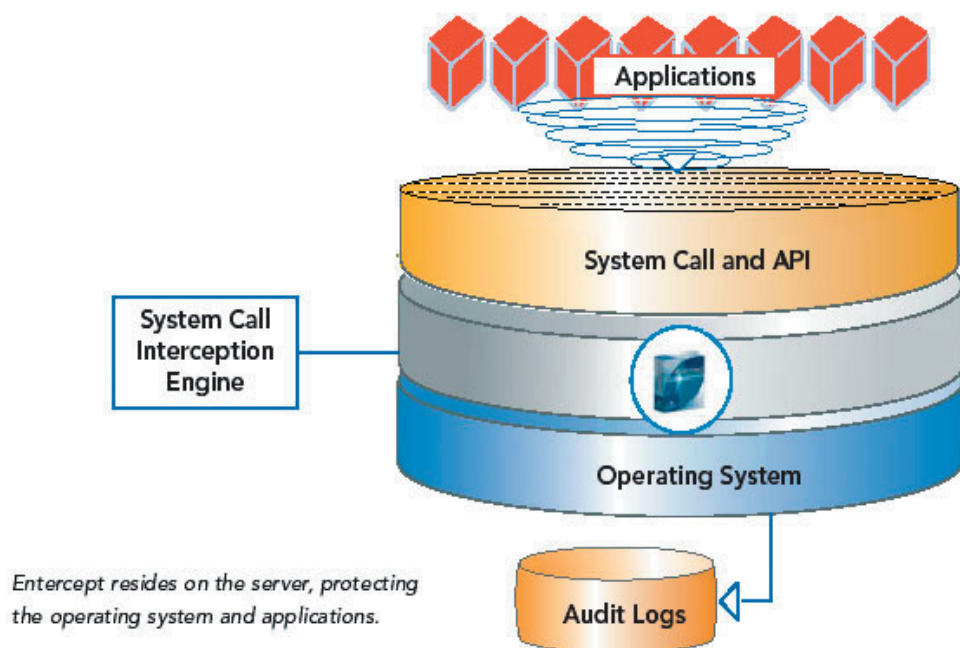 Applications
System Call and API
System Call
Interception
Engine
Operating System
Entercept resides on the server, protecting
the operating system and applications.
Audit Logs